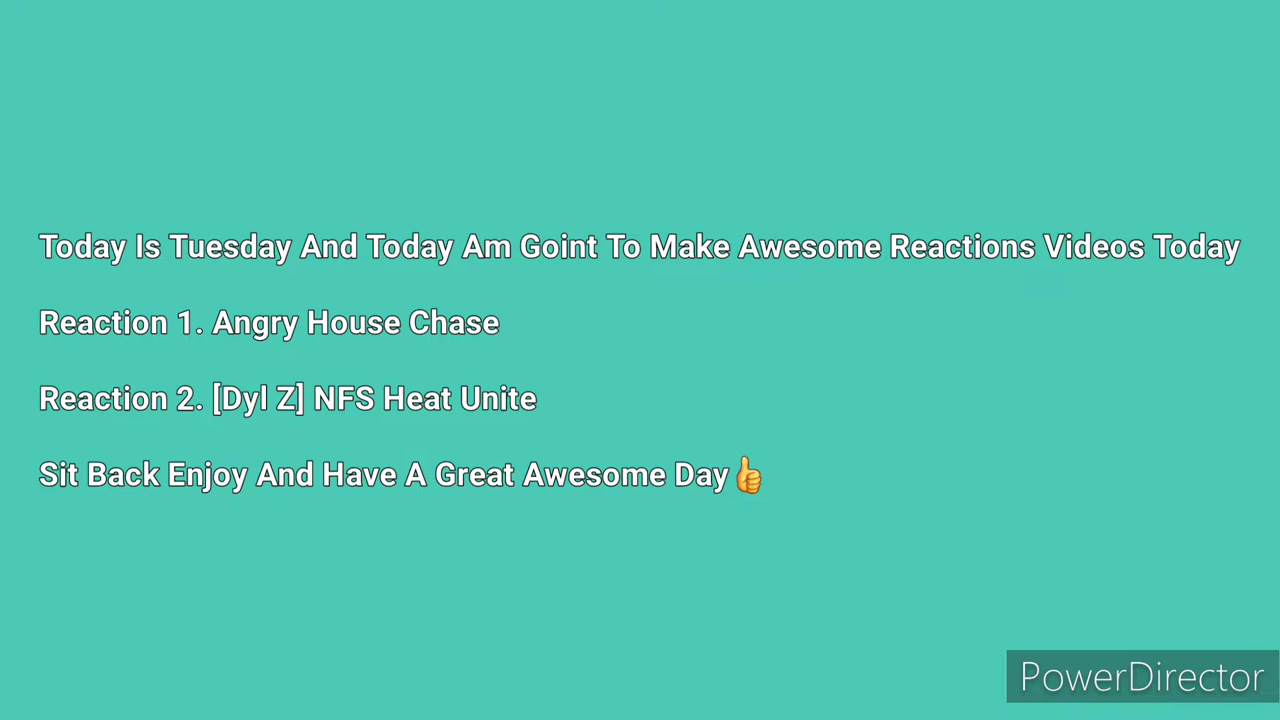 Today Is Tuesday And Today Am Goint To Make Awesome Reactions Videos Today
Reaction 1. Angry House Chase
Reaction 2. [Dyl Z] NFS Heat Unite
Sit Back Enjoy And Have A Great Awesome Day👍
PowerDirector